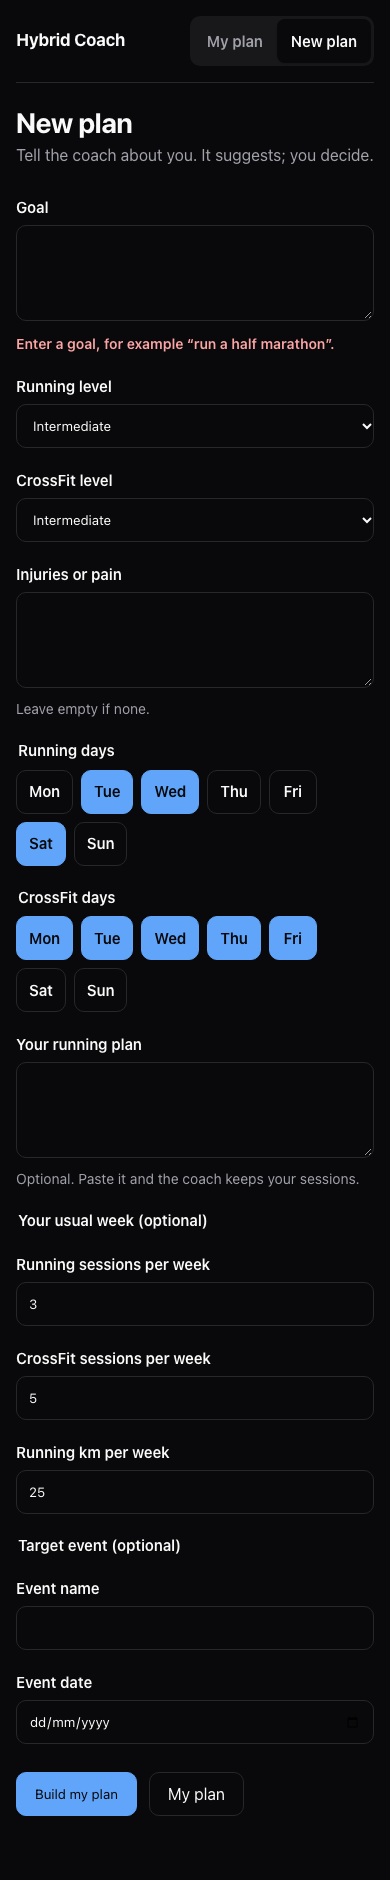 Hybrid Coach
My plan
New plan
New plan
Tell the coach about you. It suggests; you decide.
Goal
Enter a goal, for example “run a half marathon”.
Running level
Intermediate
CrossFit level
Intermediate
Injuries or pain
Leave empty if none.
Running days
Mon Tue Wed Thu Fri
Sat Sun
CrossFit days
Mon Tue Wed Thu Fri
Sat Sun
Your running plan
Optional. Paste it and the coach keeps your sessions.
Your usual week (optional)
Running sessions per week
3
CrossFit sessions per week
5
Running km per week
25
Target event (optional)
Event name
Event date
dd/mm/yyyy
Build my plan
My plan